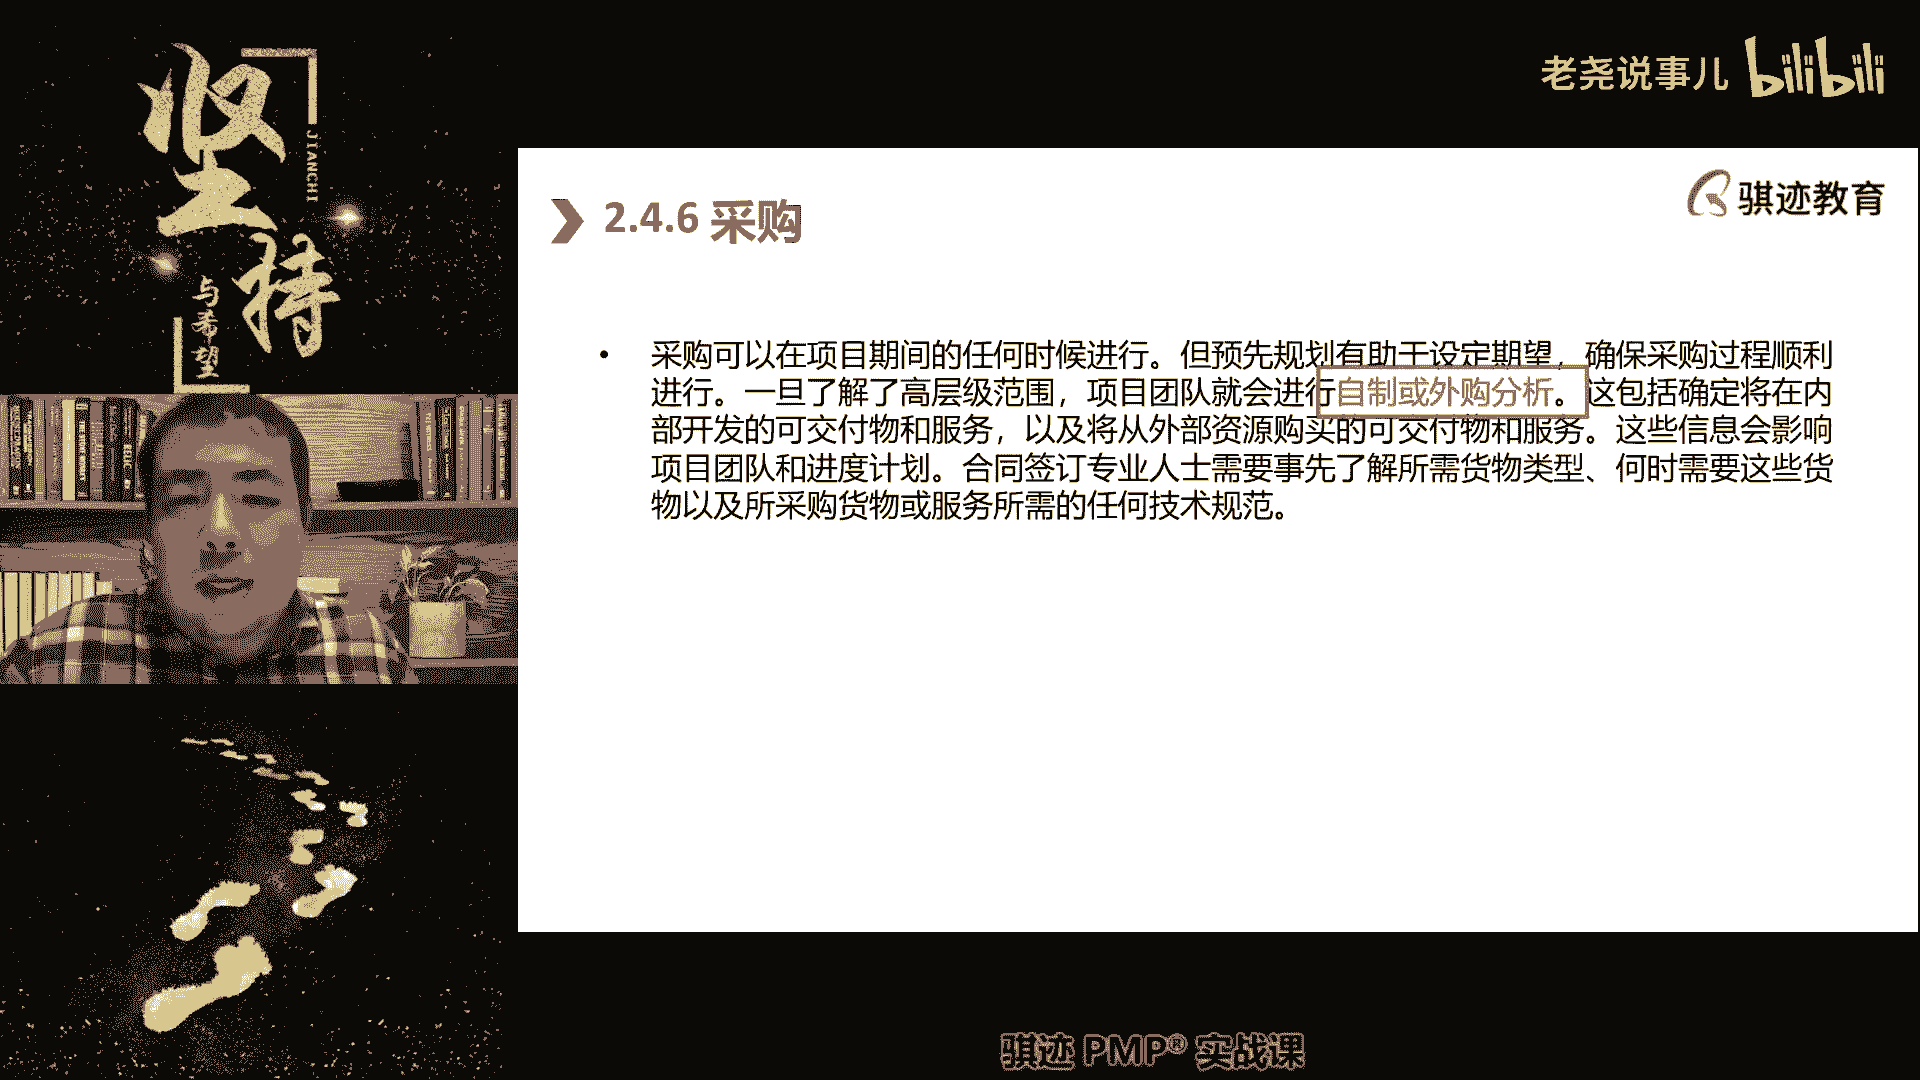 坚持
JIANCHI
与希望
老尧说事儿 bilibili
骐迹教育
2.4.6 采购
• 采购可以在项目期间的任何时候进行。但预先规划有助于设定期望，确保采购过程顺利
进行。一旦了解了高层级范围，项目团队就会进行自制或外购分析。这包括确定将在内
部开发的可交付物和服务，以及将从外部资源购买的可交付物和服务。这些信息会影响
项目团队和进度计划。合同签订专业人士需要事先了解所需货物类型、何时需要这些货
物以及所采购货物或服务所需的任何技术规范。
骐迹 PMP® 实战课